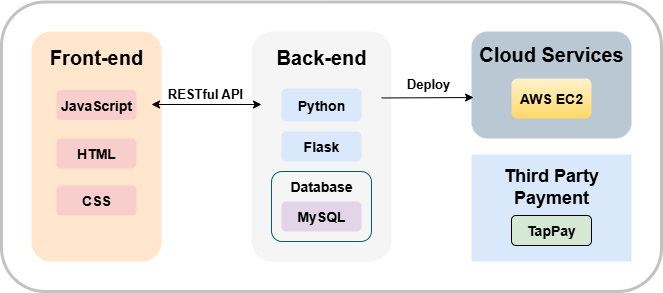 Front-end
JavaScript
HTML
CSS
RESTful API
Back-end
Python
Flask
Database
MySQL
Deploy
Cloud Services
AWS EC2
Third Party
Payment
TapPay